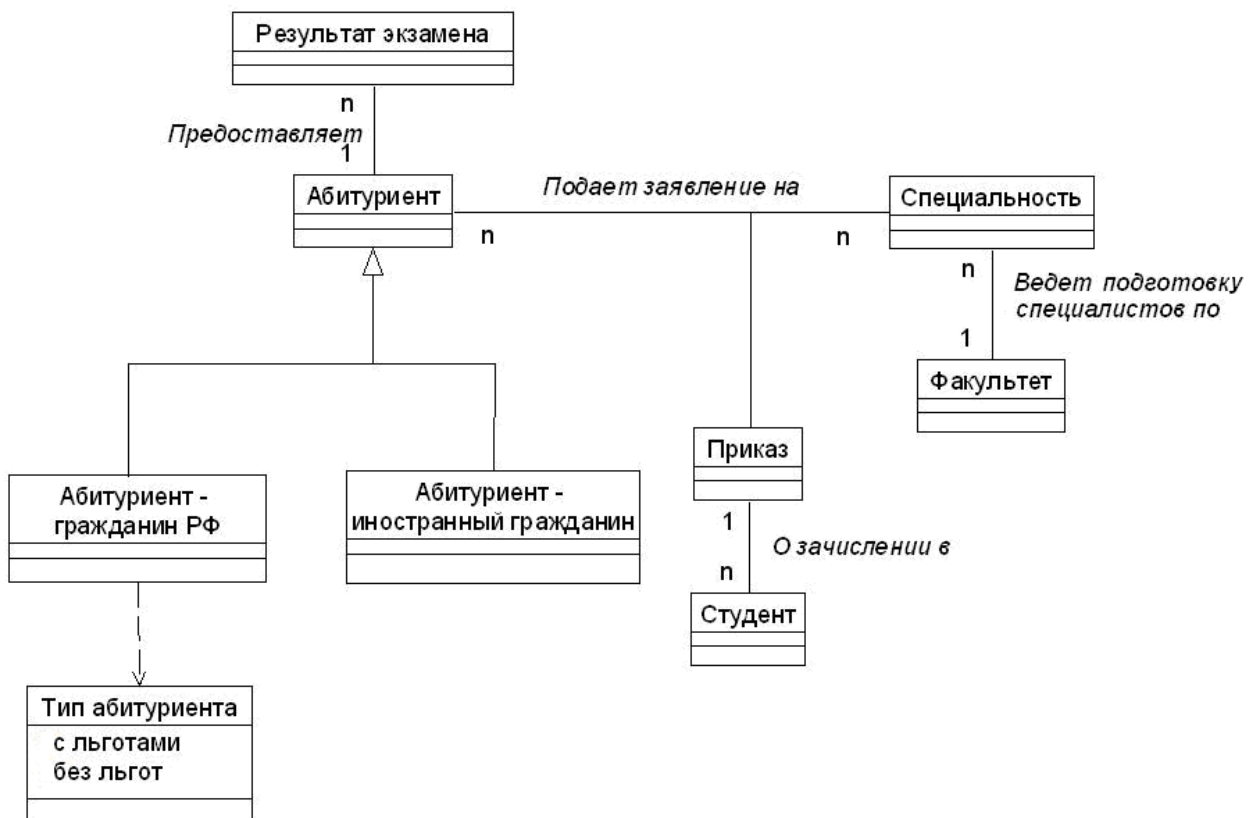 Результат экзамена
n
Предоставляет
1
Абитуриент
Подает заявление на
Специальность
n
n
n
Ведет подготовку
специалистов по
1
Факультет
Приказ
Абитуриент -
гражданин РФ
Абитуриент -
иностранный гражданин
1
О зачислении в
n
Студент
Тип абитуриента
с льготами
без льгот